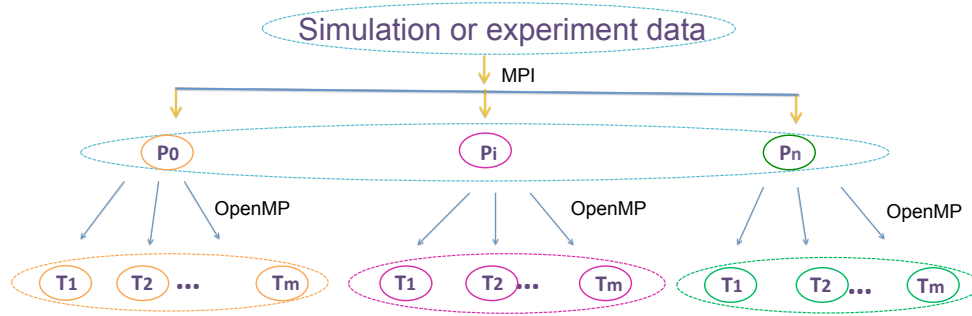 Simulation or experiment data
MPI
P0 Pi Pn
OpenMP OpenMP OpenMP
T1 T2 ... Tm T1 T2... Tm T1 T2... Tm